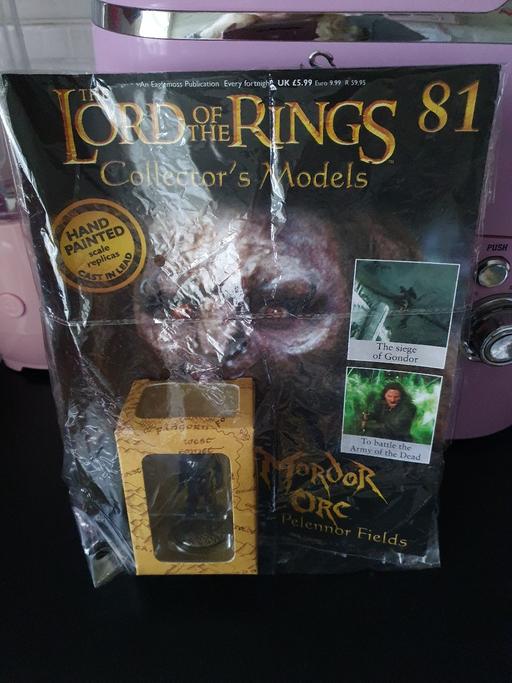 An Eaglemoss Publication Every fortnight UK £5.99 Euro 9.99 R 59.95
THE
LORD OF THE RINGS
81
Collector's Models
HAND
PAINTED
scale
replicas
CAST IN LEAD
PUSH
The siege
of Gondor
To battle the
Army of the Dead
MORDOR
ORC
Pelennor Fields